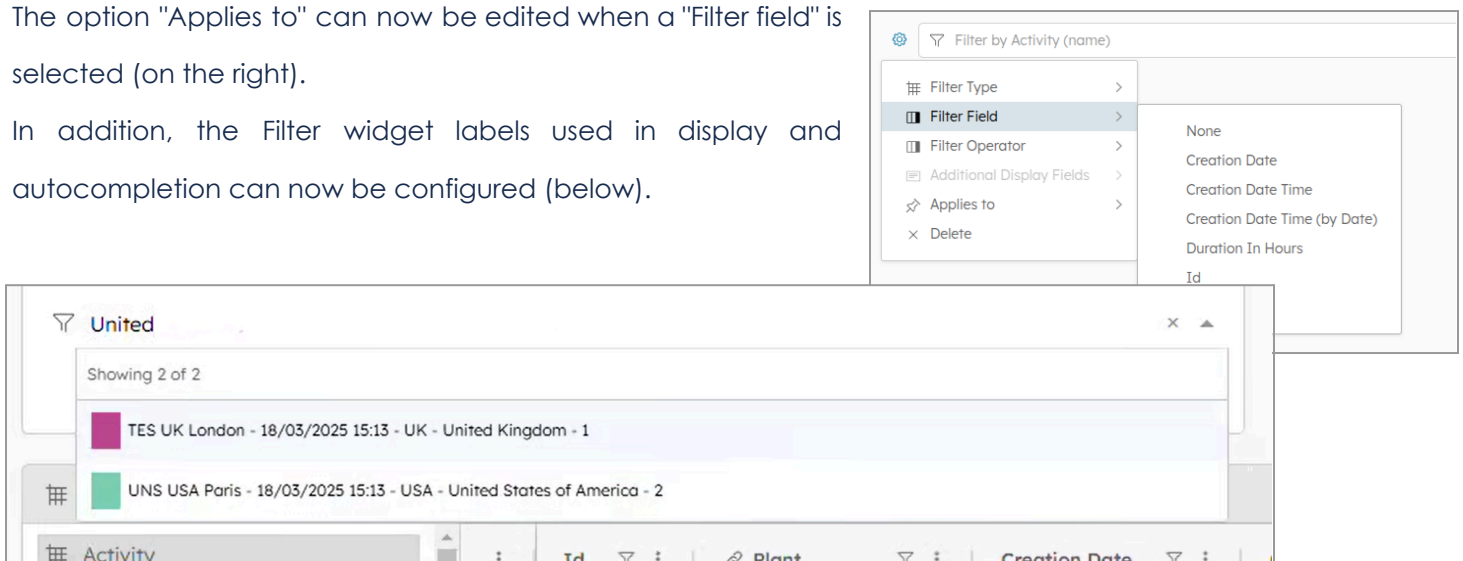 The option "Applies to" can now be edited when a "Filter field" is
selected (on the right).
In addition, the Filter widget labels used in display and
autocompletion can now be configured (below).
Filter by Activity (name)
Filter Type
Filter Field
Filter Operator
Additional Display Fields
Applies to
Delete
None
Creation Date
Creation Date Time
Creation Date Time (by Date)
Duration In Hours
Id
United
Showing 2 of 2
TES UK London - 18/03/2025 15:13 - UK - United Kingdom - 1
UNS USA Paris - 18/03/2025 15:13 - USA - United States of America - 2
Activity
Id
Plant
Creation Date